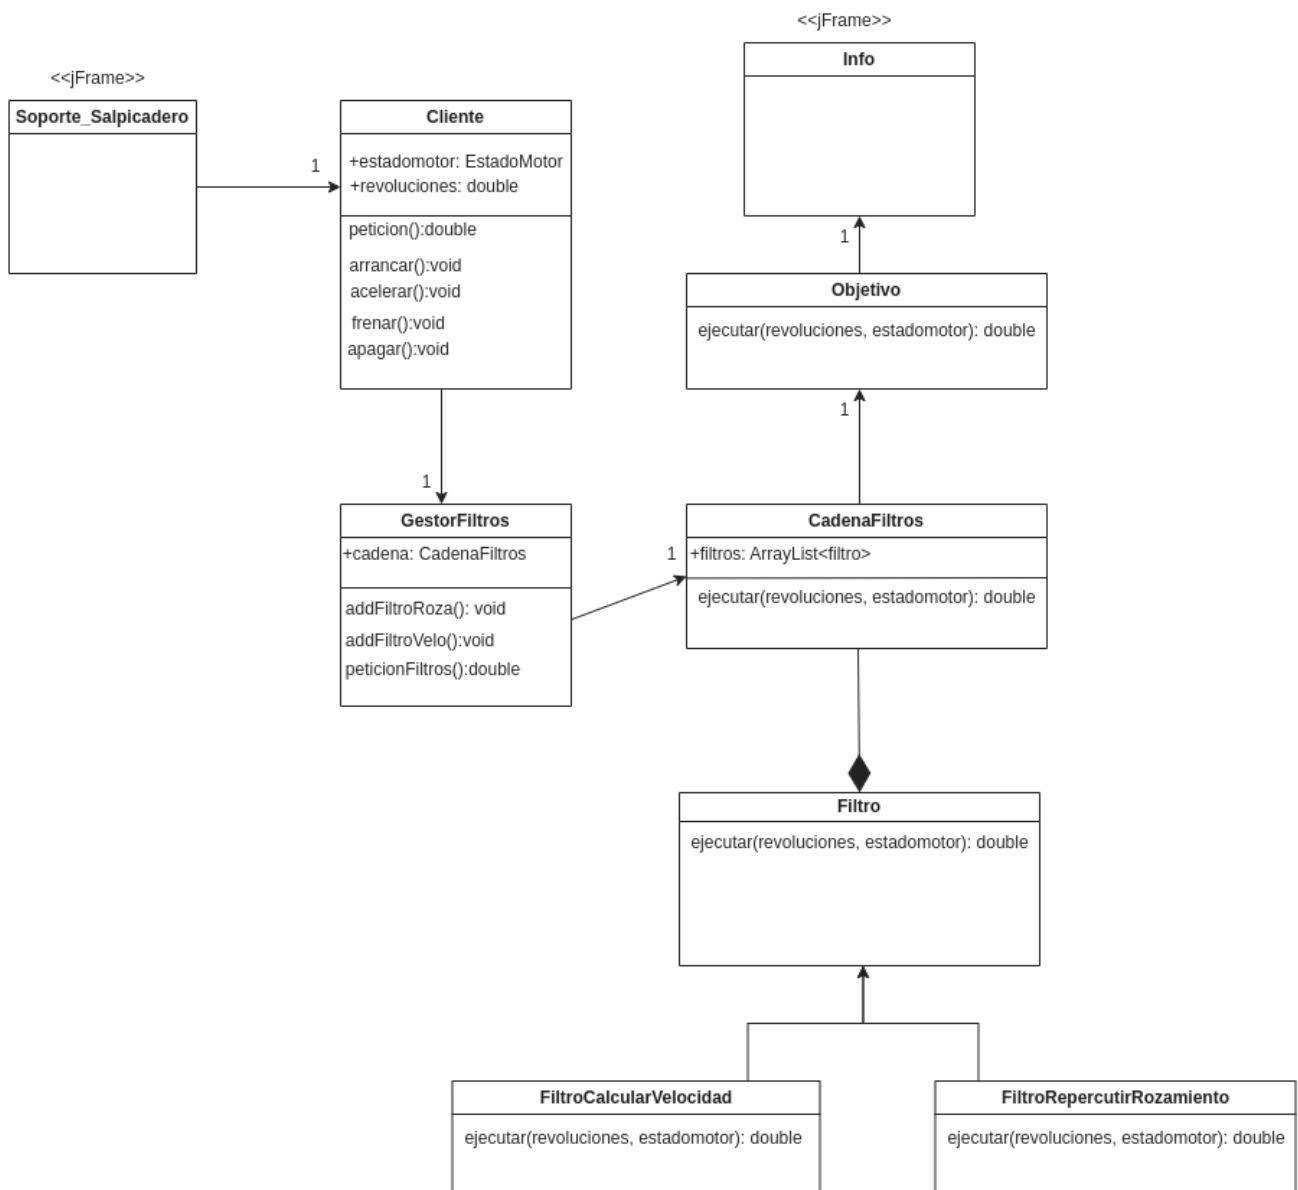 <<jFrame>>
Soporte_Salpicadero
1
Cliente
+estadomotor: EstadoMotor
+revoluciones: double
peticion():double
arrancar():void
acelerar():void
frenar():void
apagar():void
1
GestorFiltros
+cadena: CadenaFiltros
addFiltroRoza(): void
addFiltroVelo():void
peticionFiltros():double
<<jFrame>>
Info
1
Objetivo
ejecutar(revoluciones, estadomotor): double
1
1
CadenaFiltros
+filtros: ArrayList<filtro>
ejecutar(revoluciones, estadomotor): double
Filtro
ejecutar(revoluciones, estadomotor): double
FiltroCalcularVelocidad
ejecutar(revoluciones, estadomotor): double
FiltroRepercutirRozamiento
ejecutar(revoluciones, estadomotor): double